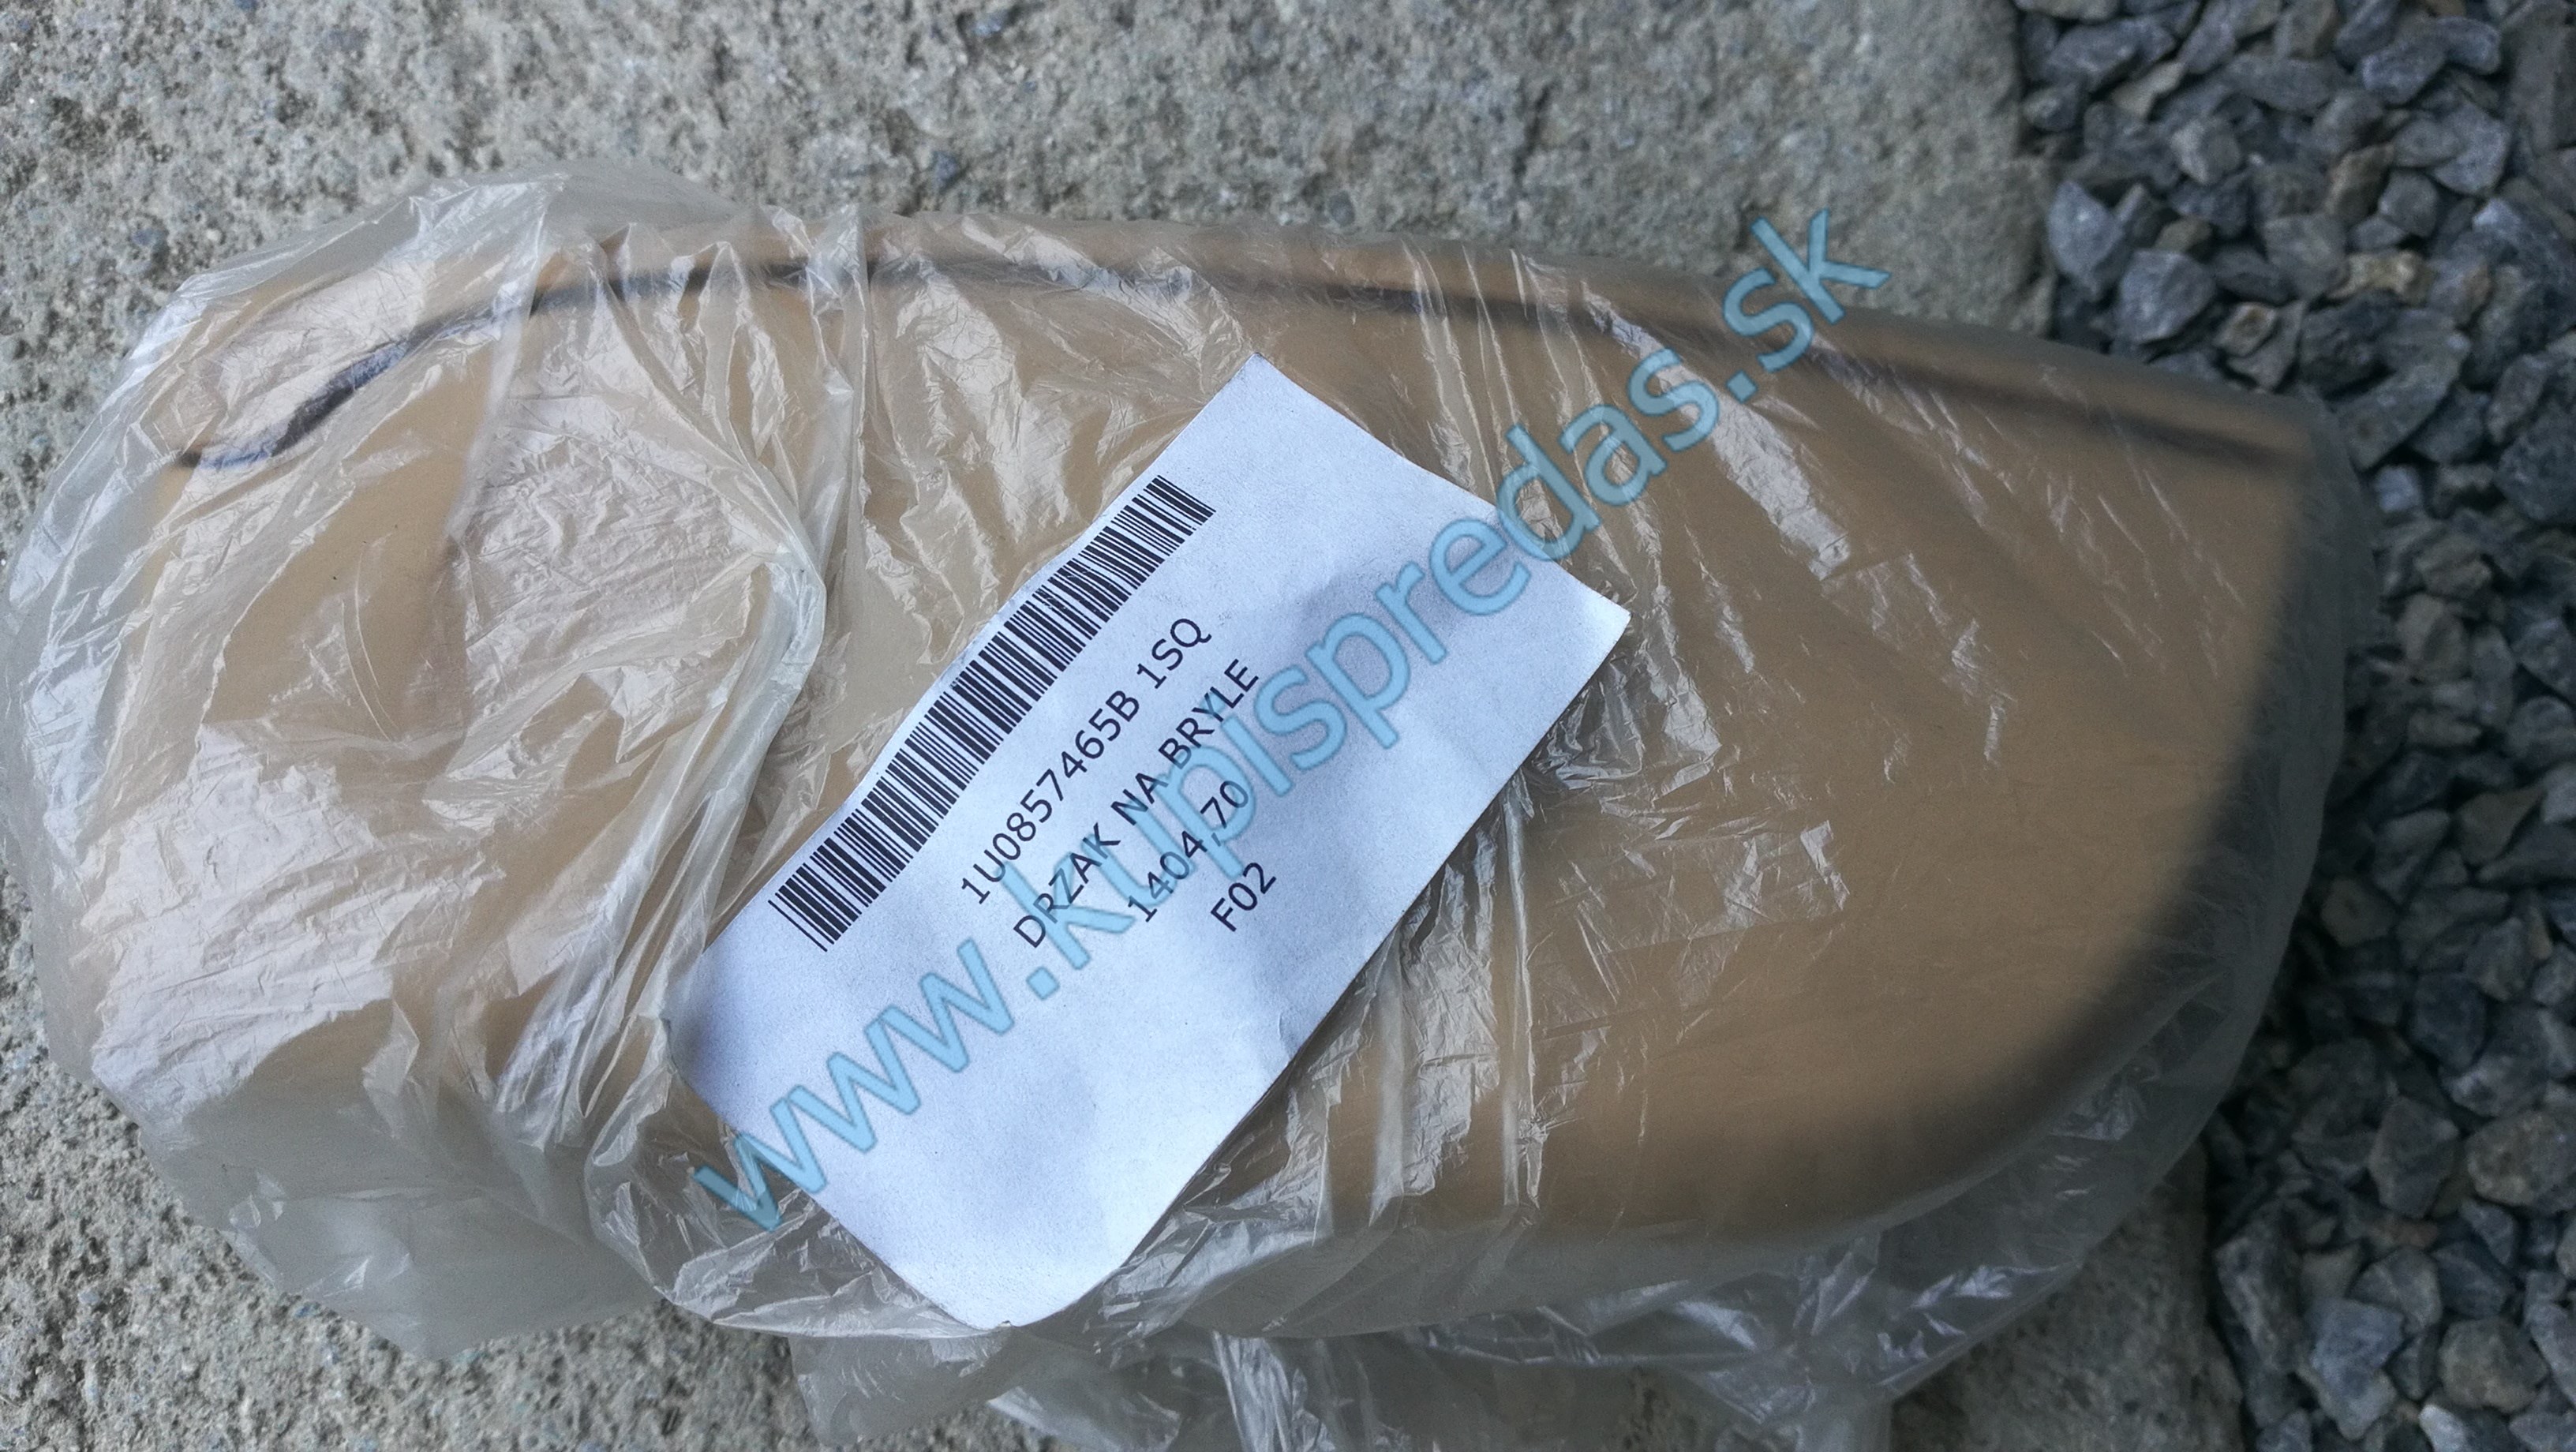 1U0857465B 1SQ
DRZAK NA BRYLE
1404,70
F02
www.kupispredas.sk